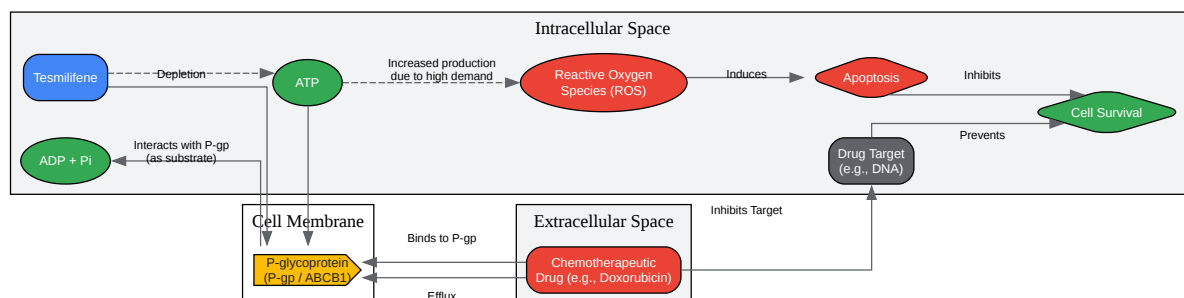 Intracellular Space
Tesmilifene
Depletion
ATP
Increased production
due to high demand
Reactive Oxygen
Species (ROS)
Induces
Apoptosis
Inhibits
Cell Survival
Prevents
ADP + Pi
Interacts with P-gp
(as substrate)
Drug Target
(e.g., DNA)
Inhibits Target
Cell Membrane
P-glycoprotein
(P-gp / ABCB1)
Binds to P-gp
Efflux
Extracellular Space
Chemotherapeutic
Drug (e.g., Doxorubicin)